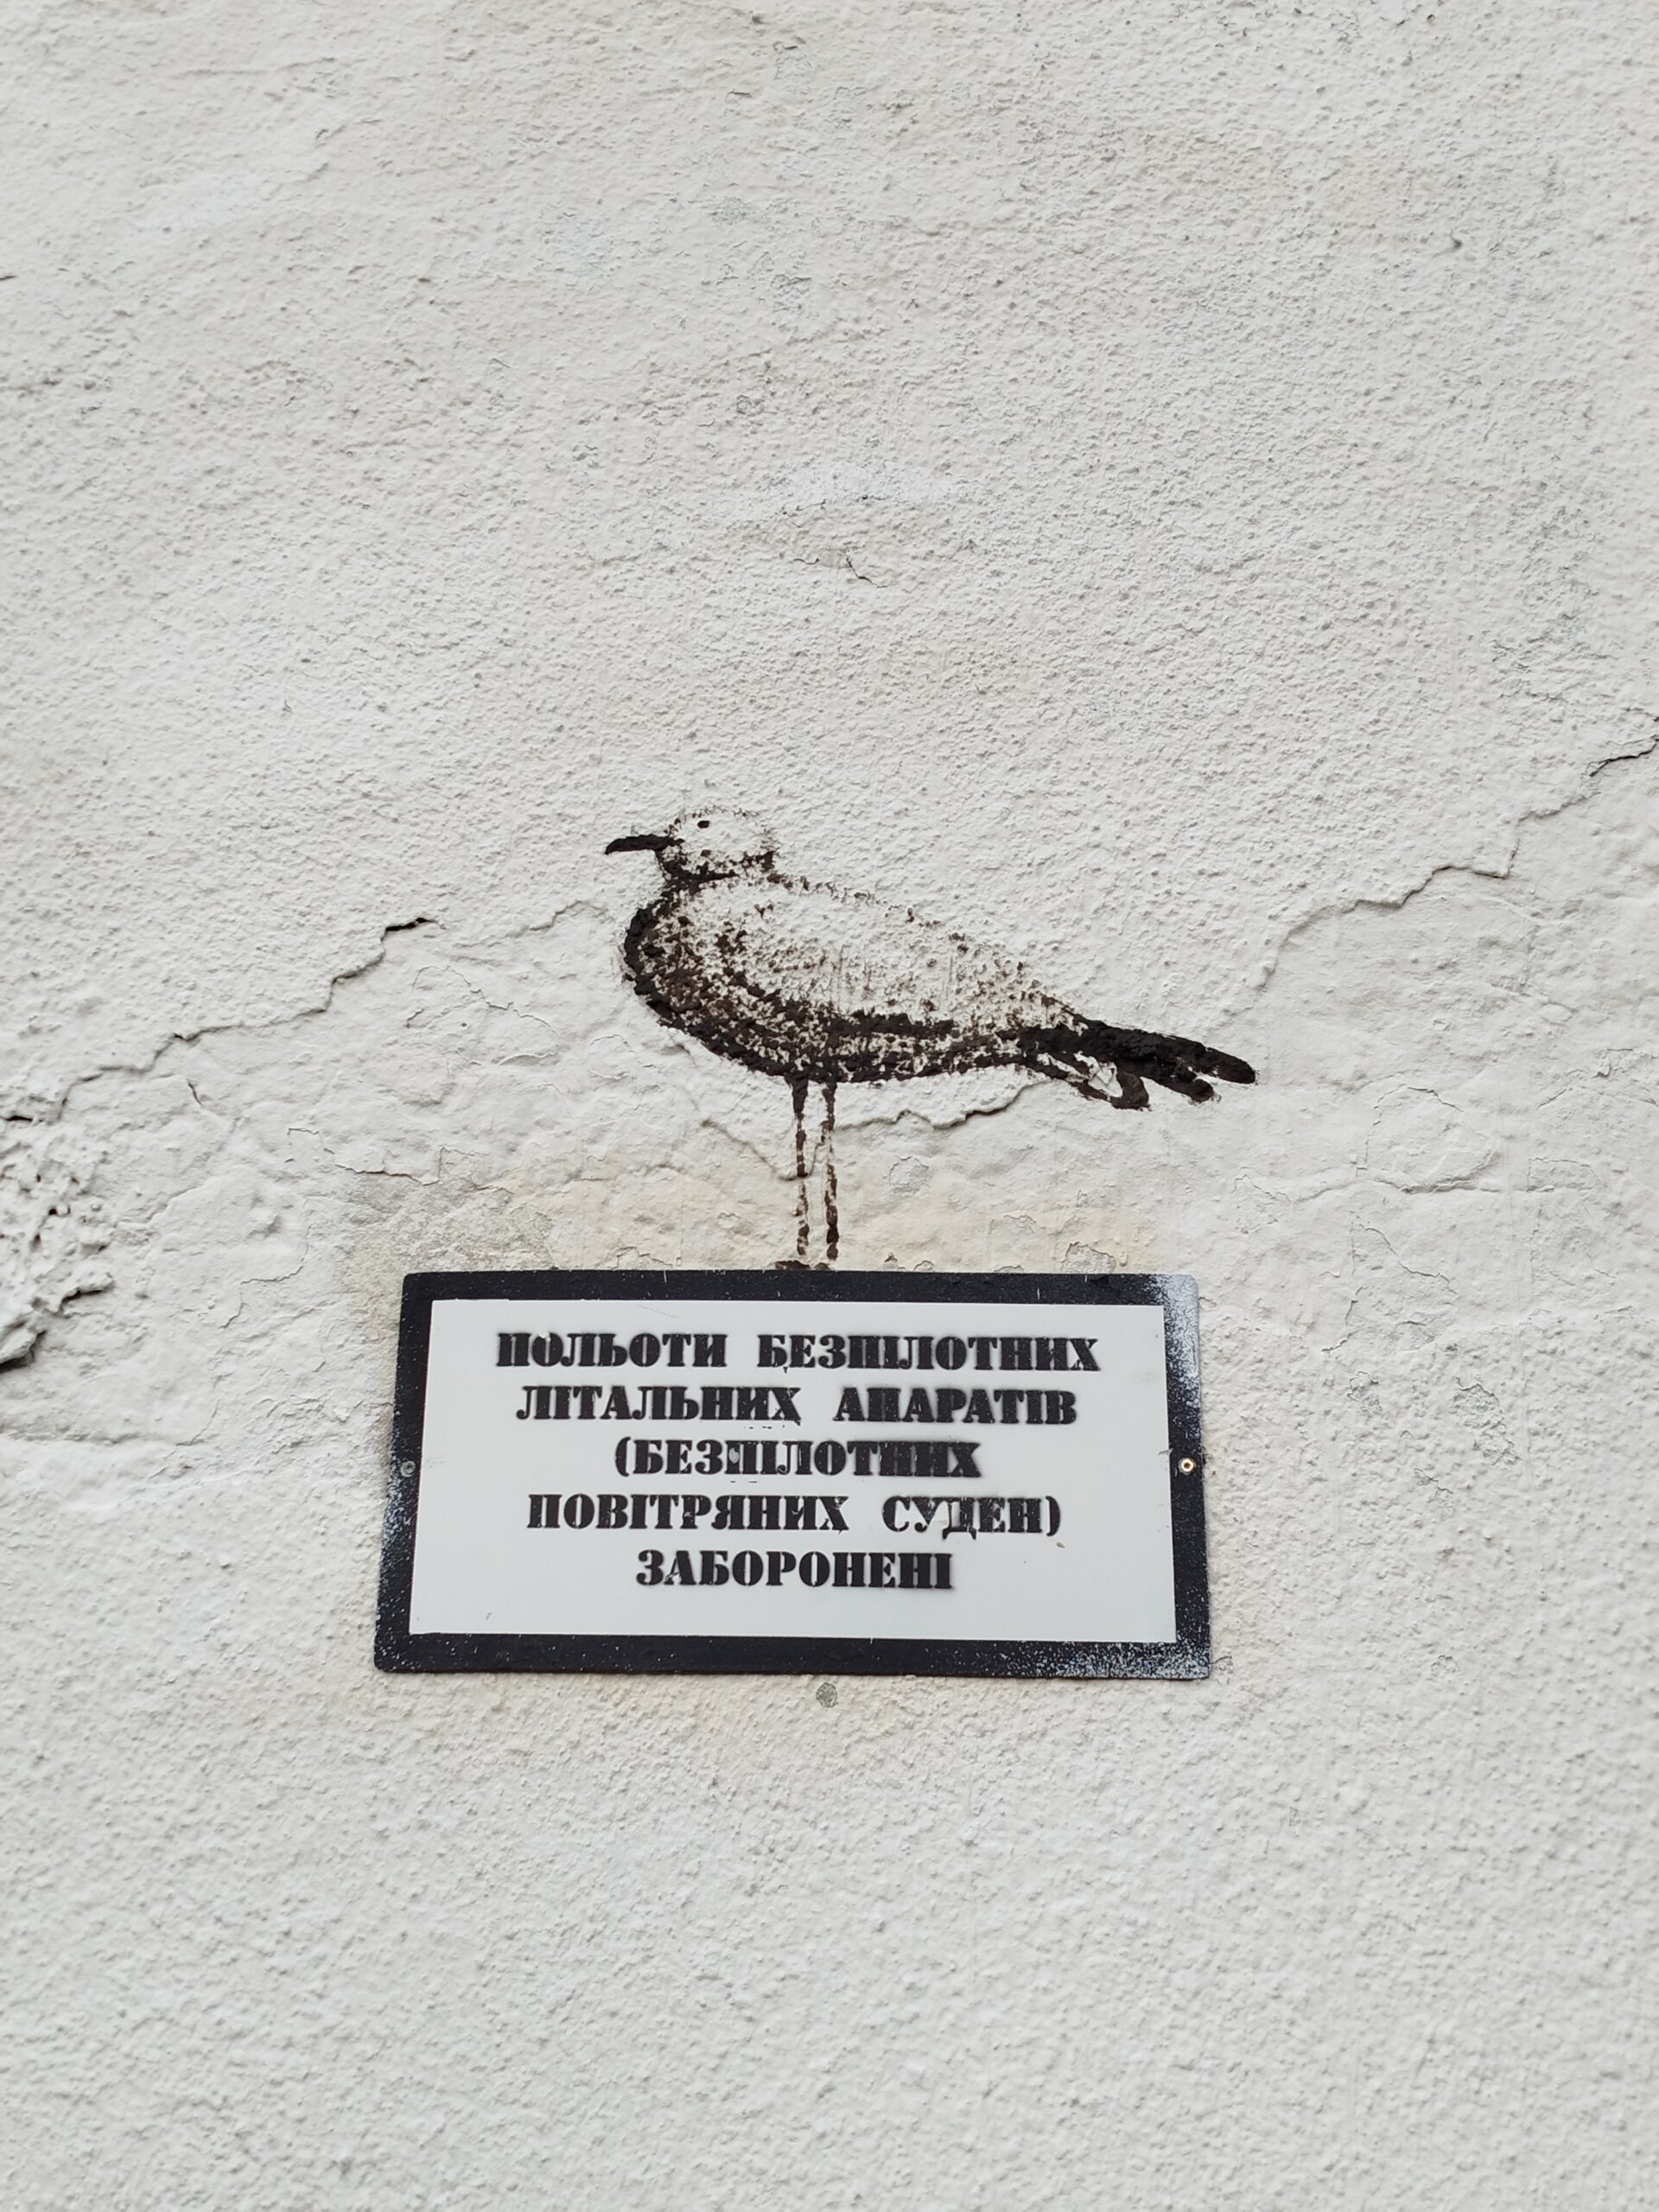 ПОЛЬОТИ БЕЗПІЛОТНИХ
ЛІТАЛЬНИХ АПАРАТІВ
(БЕЗПІЛОТНИХ
ПОВІТРЯНИХ СУДЕН)
ЗАБОРОНЕНІ